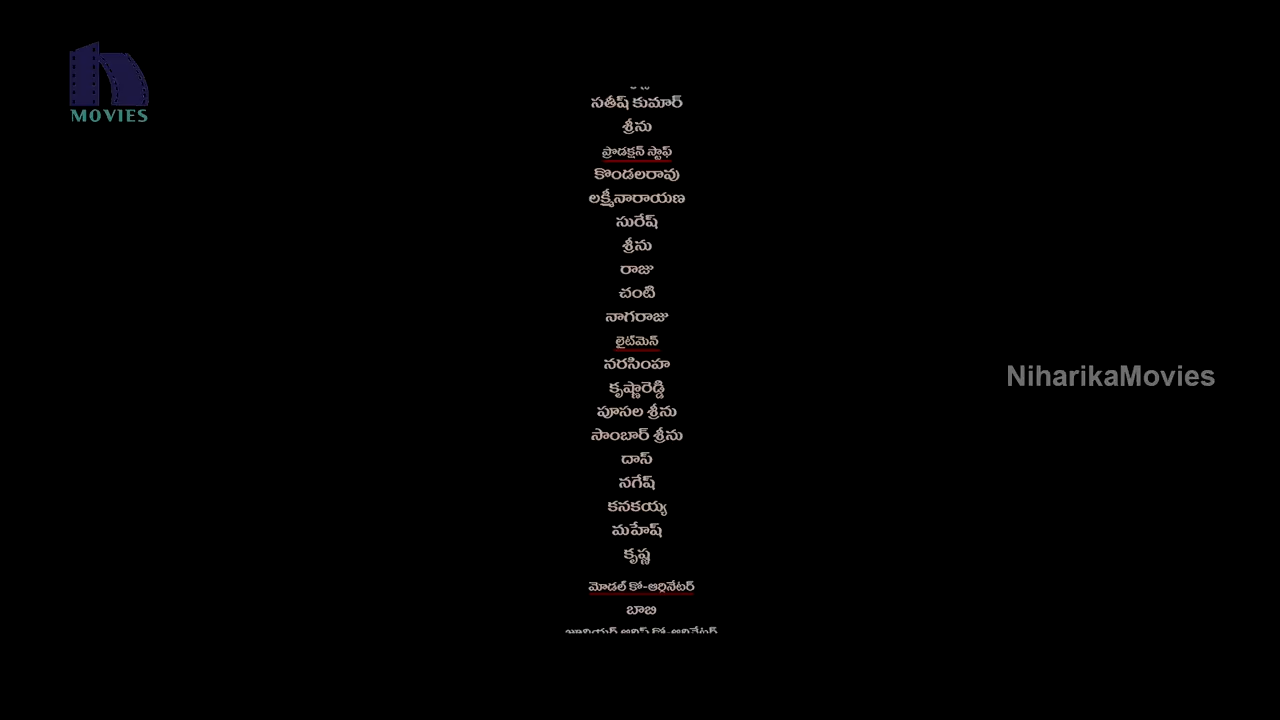 MOVIES
సతీష్ కుమార్
శ్రీను
ప్రొడక్షన్ స్టాఫ్
కొండలరావు
లక్ష్మీనారాయణ
సురేష్
శ్రీను
రాజు
చంటి
నాగరాజు
లైట్‌మెన్
నరసింహ
కృష్ణారెడ్డి
పూసల శ్రీను
సాంబార్ శ్రీను
దాస్
నగేష్
కనకయ్య
మహేష్
కృష్ణ
మోడల్ కో-ఆర్డినేటర్
బాబి
NiharikaMovies